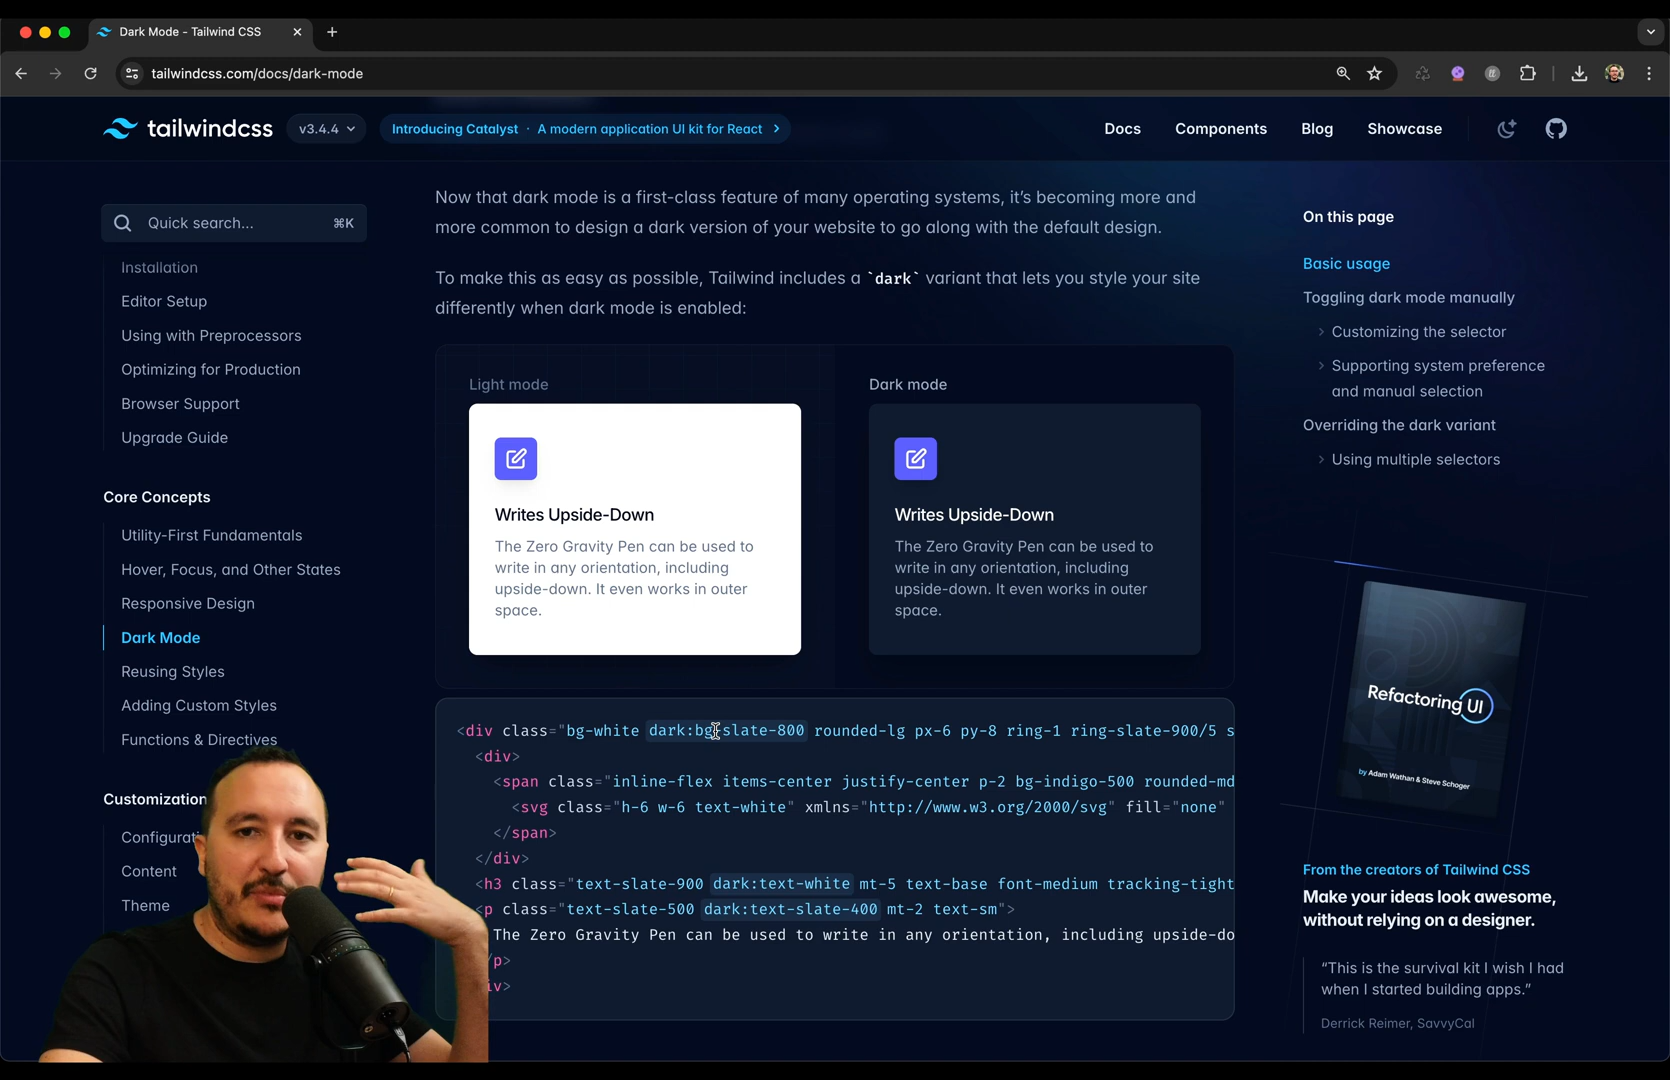 Dark Mode - Tailwind CSS
tailwindcss.com/docs/dark-mode
tailwindcss
v3.4.4
Introducing Catalyst · A modern application UI kit for React
Docs
Components
Blog
Showcase
Quick search...
⌘K
Installation
Editor Setup
Using with Preprocessors
Optimizing for Production
Browser Support
Upgrade Guide
Core Concepts
Utility-First Fundamentals
Hover, Focus, and Other States
Responsive Design
Dark Mode
Reusing Styles
Adding Custom Styles
Functions & Directives
Customization
Configurati
Content
Theme
Now that dark mode is a first-class feature of many operating systems, it’s becoming more and
more common to design a dark version of your website to go along with the default design.
To make this as easy as possible, Tailwind includes a `dark` variant that lets you style your site
differently when dark mode is enabled:
Light mode
Writes Upside-Down
The Zero Gravity Pen can be used to
write in any orientation, including
upside-down. It even works in outer
space.
Dark mode
Writes Upside-Down
The Zero Gravity Pen can be used to
write in any orientation, including
upside-down. It even works in outer
space.
<div class="bg-white dark:bg-slate-800 rounded-lg px-6 py-8 ring-1 ring-slate-900/5 s
<div>
<span class="inline-flex items-center justify-center p-2 bg-indigo-500 rounded-md
<svg class="h-6 w-6 text-white" xmlns="http://www.w3.org/2000/svg" fill="none"
</span>
</div>
<h3 class="text-slate-900 dark:text-white mt-5 text-base font-medium tracking-tight
<p class="text-slate-500 dark:text-slate-400 mt-2 text-sm">
The Zero Gravity Pen can be used to write in any orientation, including upside-do
/p>
iv>
On this page
Basic usage
Toggling dark mode manually
Customizing the selector
Supporting system preference
and manual selection
Overriding the dark variant
Using multiple selectors
Refactoring UI
by Adam Wathan & Steve Schoger
From the creators of Tailwind CSS
Make your ideas look awesome,
without relying on a designer.
“This is the survival kit I wish I had
when I started building apps.”
Derrick Reimer, SavvyCal